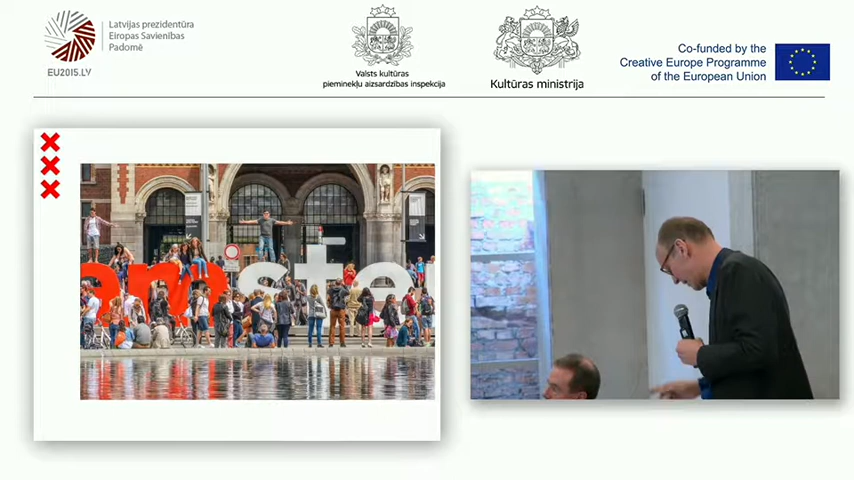 Latvijas prezidentūra
Eiropas Savienības
Padomē
EU2015.LV
Valsts kultūras
pieminekļu aizsardzības inspekcija
Kultūras ministrija
Co-funded by the
Creative Europe Programme
of the European Union
amste